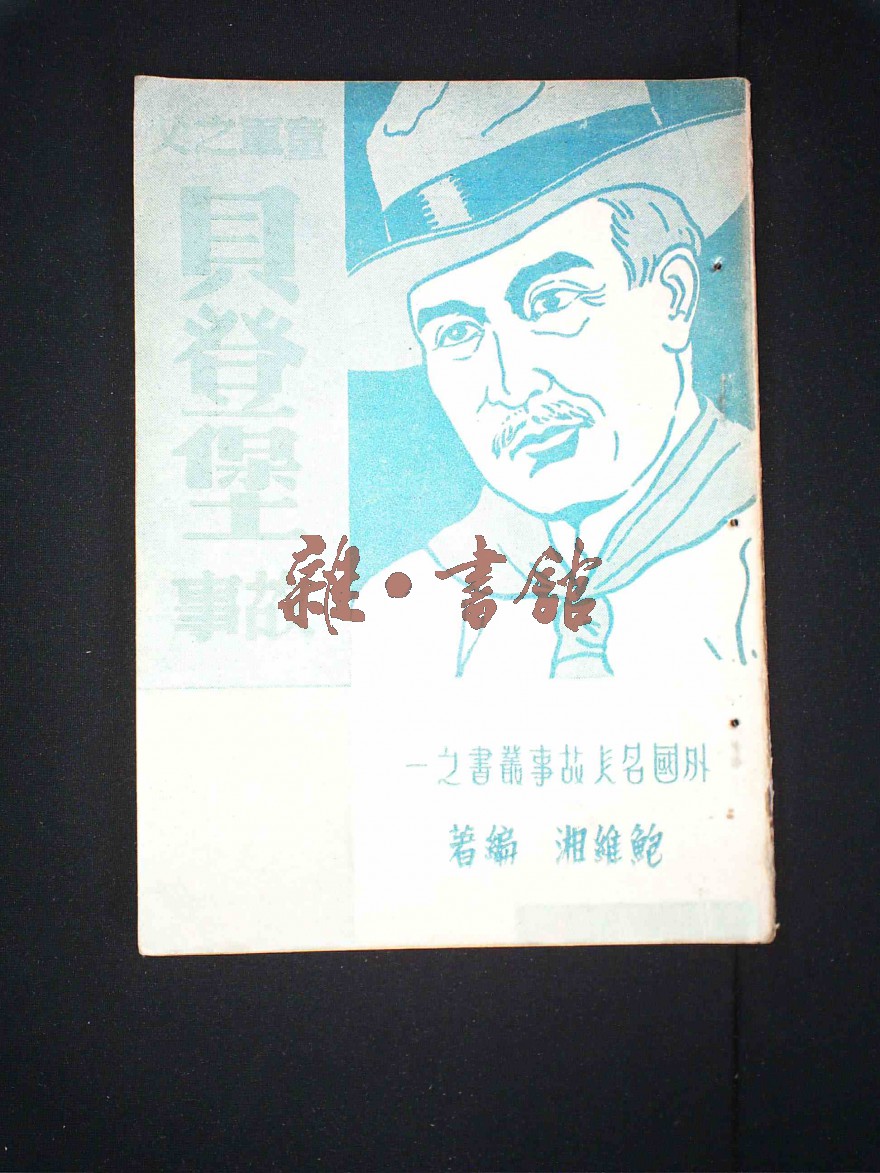 童軍之父
貝登堡
故事
雜·書館
外國名人故事叢書之一
鮑維湘 編著